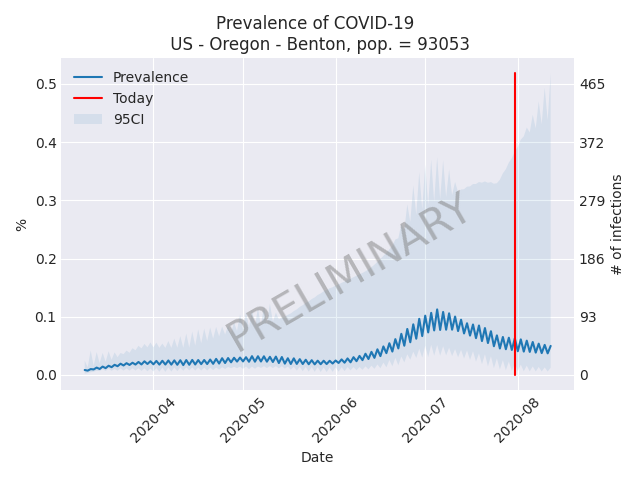 Prevalence of COVID-19
US - Oregon - Benton, pop. = 93053
Prevalence
Today
95CI
PRELIMINARY
%
0.5
0.4
0.3
0.2
0.1
0.0
465
372
279
186
93
0
# of infections
2020-04
2020-05
2020-06
2020-07
2020-08
Date